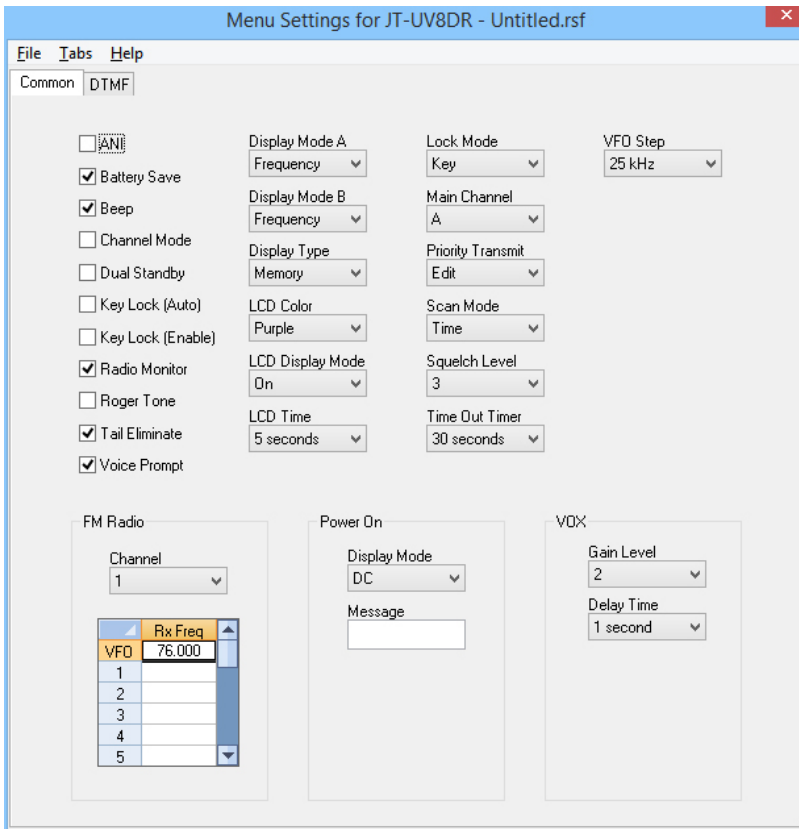 Menu Settings for JT-UV8DR - Untitled.rsf
File Tabs Help
Common DTMF
ANI
Battery Save
Beep
Channel Mode
Dual Standby
Key Lock (Auto)
Key Lock (Enable)
Radio Monitor
Roger Tone
Tail Eliminate
Voice Prompt
Display Mode A
Frequency
Display Mode B
Frequency
Display Type
Memory
LCD Color
Purple
LCD Display Mode
On
LCD Time
5 seconds
Lock Mode
Key
Main Channel
A
Priority Transmit
Edit
Scan Mode
Time
Squelch Level
3
Time Out Timer
30 seconds
VFO Step
25 kHz
FM Radio
Channel
1
Rx Freq
VFO 76.000
1
2
3
4
5
Power On
Display Mode
DC
Message
VOX
Gain Level
2
Delay Time
1 second